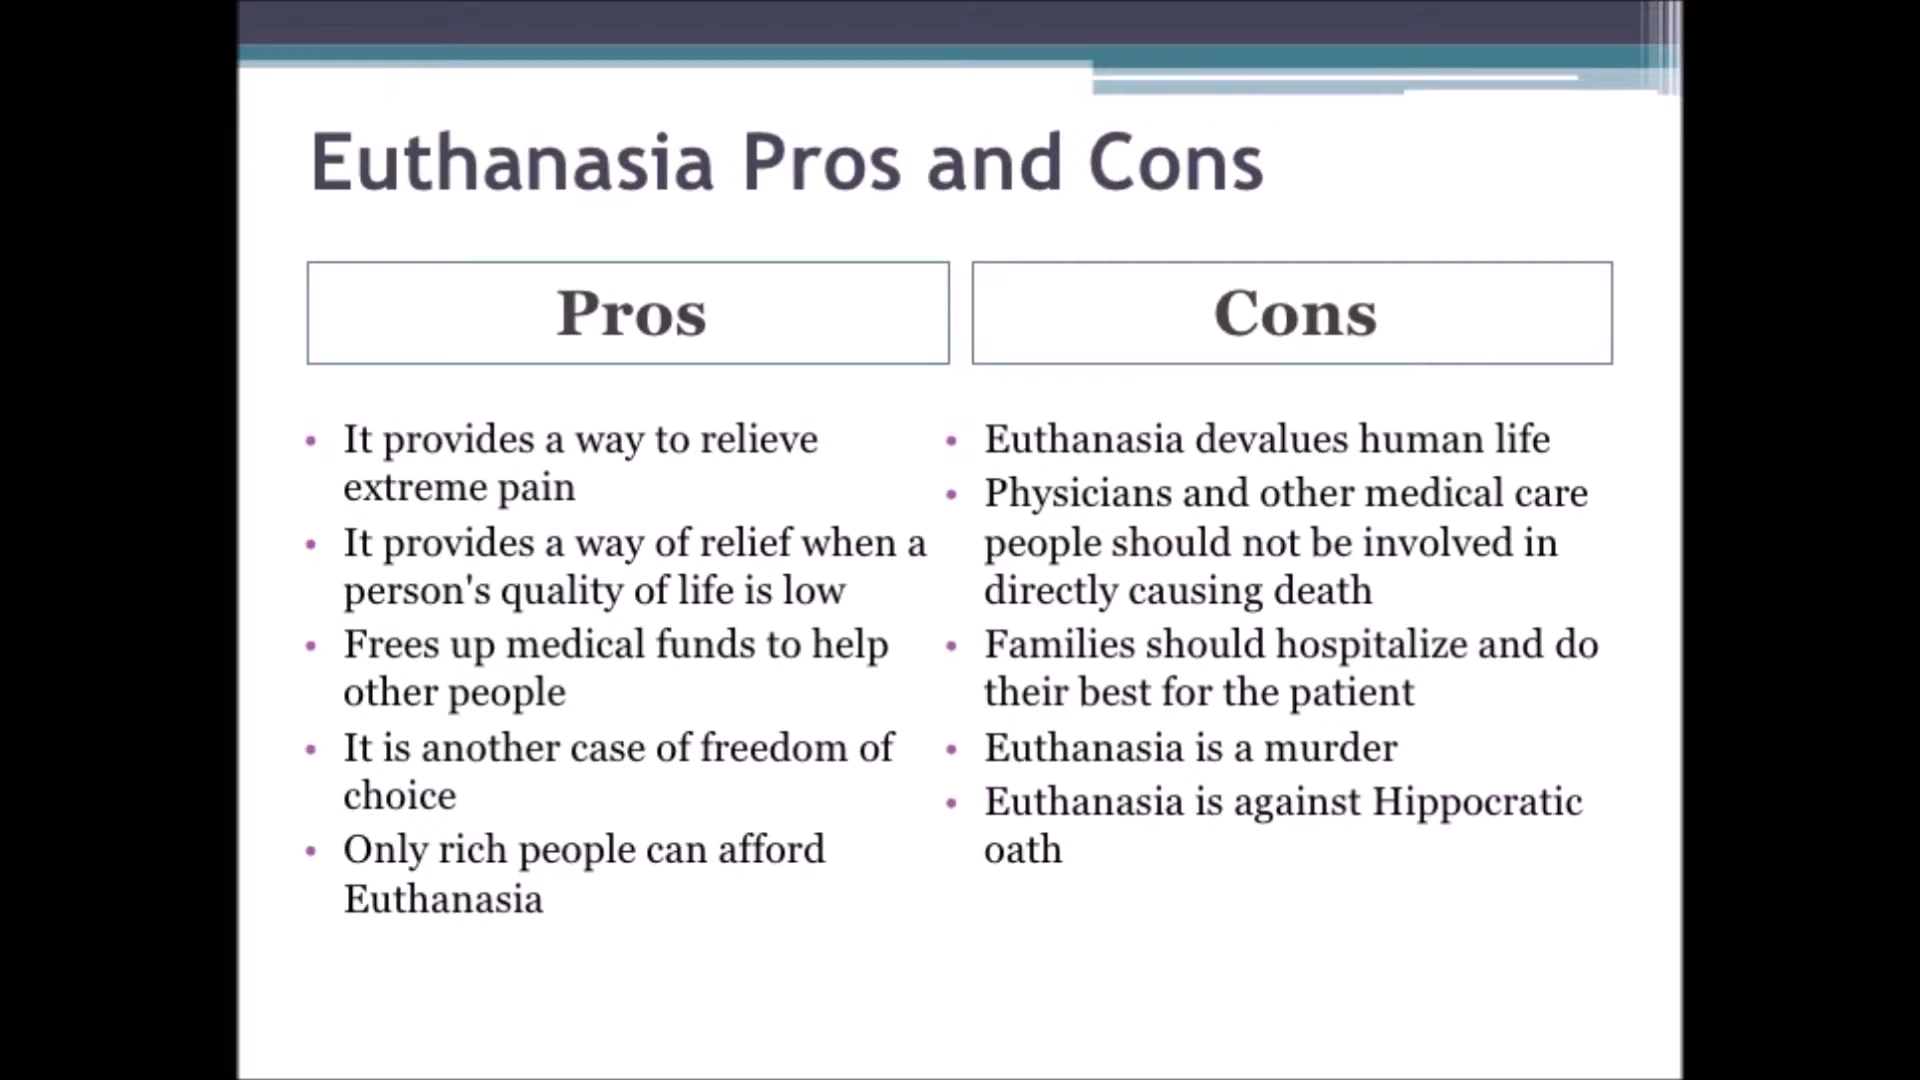 Euthanasia Pros and Cons
Pros
It provides a way to relieve
extreme pain
It provides a way of relief when a
person's quality of life is low
Frees up medical funds to help
other people
It is another case of freedom of
choice
Only rich people can afford
Euthanasia
Cons
Euthanasia devalues human life
Physicians and other medical care
people should not be involved in
directly causing death
Families should hospitalize and do
their best for the patient
Euthanasia is a murder
Euthanasia is against Hippocratic
oath